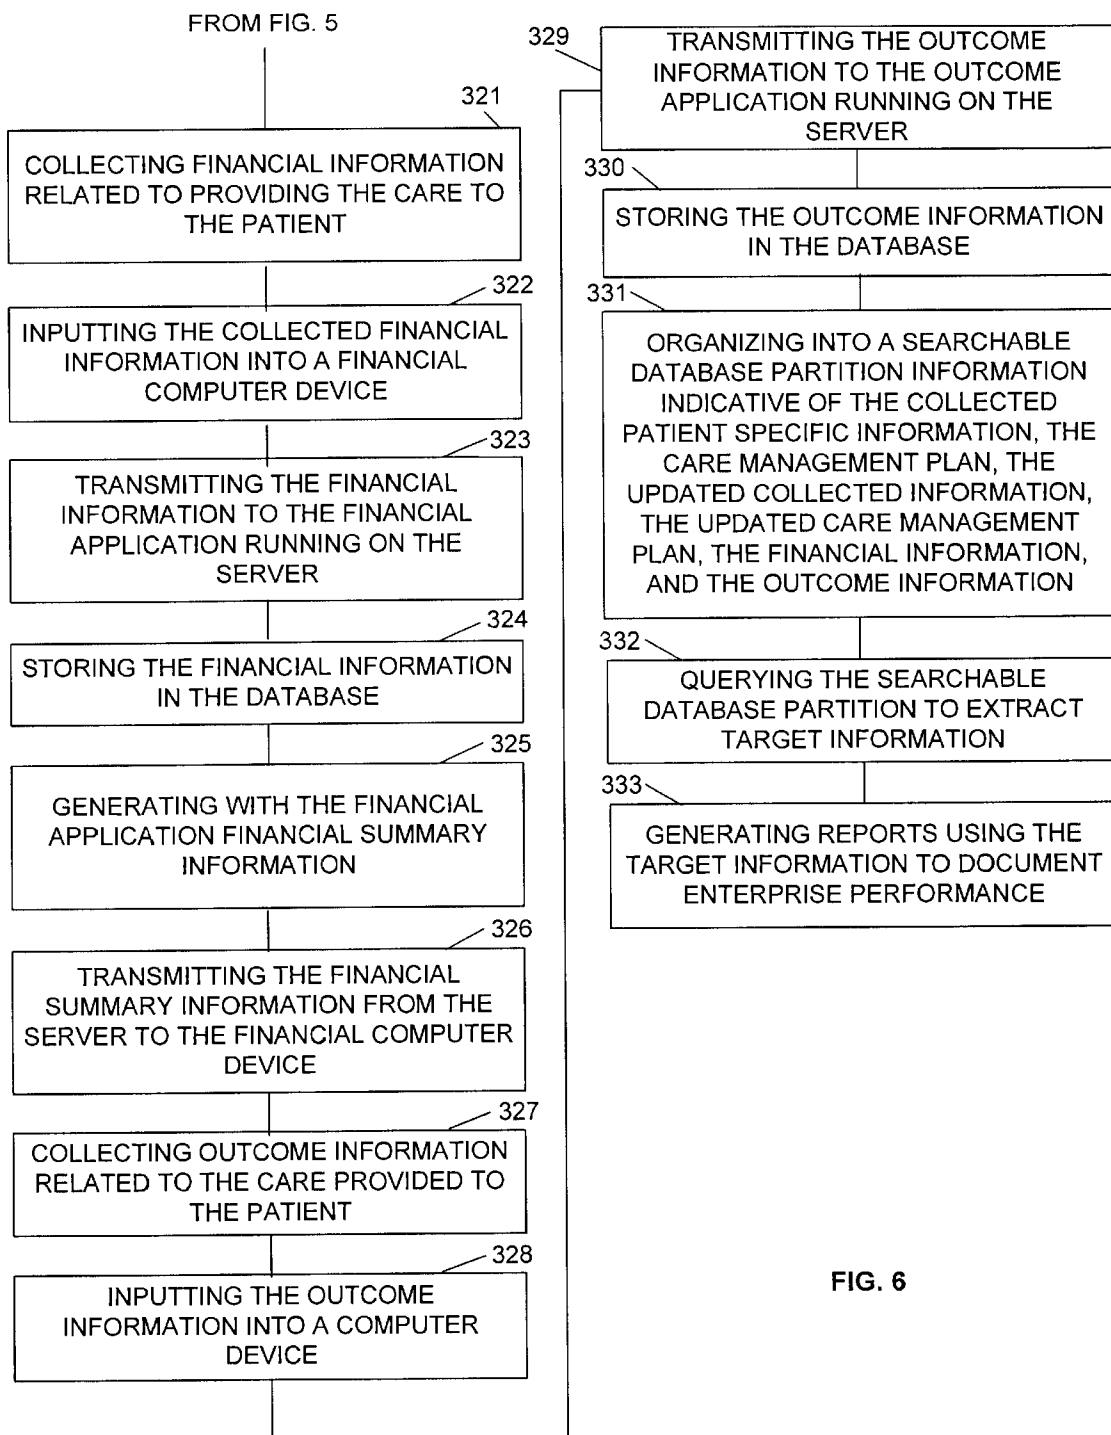 FROM FIG. 5
321
COLLECTING FINANCIAL INFORMATION
RELATED TO PROVIDING THE CARE TO
THE PATIENT
322
INPUTTING THE COLLECTED FINANCIAL
INFORMATION INTO A FINANCIAL
COMPUTER DEVICE
323
TRANSMITTING THE FINANCIAL
INFORMATION TO THE FINANCIAL
APPLICATION RUNNING ON THE
SERVER
324
STORING THE FINANCIAL INFORMATION
IN THE DATABASE
325
GENERATING WITH THE FINANCIAL
APPLICATION FINANCIAL SUMMARY
INFORMATION
326
TRANSMITTING THE FINANCIAL
SUMMARY INFORMATION FROM THE
SERVER TO THE FINANCIAL COMPUTER
DEVICE
327
COLLECTING OUTCOME INFORMATION
RELATED TO THE CARE PROVIDED TO
THE PATIENT
328
INPUTTING THE OUTCOME
INFORMATION INTO A COMPUTER
DEVICE
329
TRANSMITTING THE OUTCOME
INFORMATION TO THE OUTCOME
APPLICATION RUNNING ON THE
SERVER
330
STORING THE OUTCOME INFORMATION
IN THE DATABASE
331
ORGANIZING INTO A SEARCHABLE
DATABASE PARTITION INFORMATION
INDICATIVE OF THE COLLECTED
PATIENT SPECIFIC INFORMATION, THE
CARE MANAGEMENT PLAN, THE
UPDATED COLLECTED INFORMATION,
THE UPDATED CARE MANAGEMENT
PLAN, THE FINANCIAL INFORMATION,
AND THE OUTCOME INFORMATION
332
QUERYING THE SEARCHABLE
DATABASE PARTITION TO EXTRACT
TARGET INFORMATION
333
GENERATING REPORTS USING THE
TARGET INFORMATION TO DOCUMENT
ENTERPRISE PERFORMANCE
FIG. 6